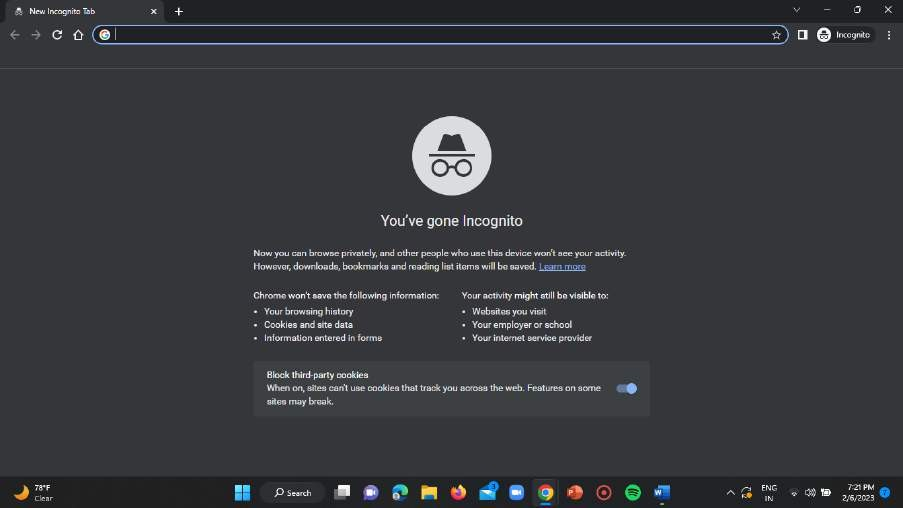 New Incognito Tab
Incognito
You've gone Incognito
Now you can browse privately, and other people who use this device won't see your activity.
However, downloads, bookmarks and reading list items will be saved. Learn more
Chrome won't save the following information:
• Your browsing history
• Cookies and site data
• Information entered in forms
Your activity might still be visible to:
• Websites you visit
• Your employer or school
• Your internet service provider
Block third-party cookies
When on, sites can't use cookies that track you across the web. Features on some
sites may break.
78°F
Clear
Search
3
ENG
IN
7:21 PM
2/6/2023
7